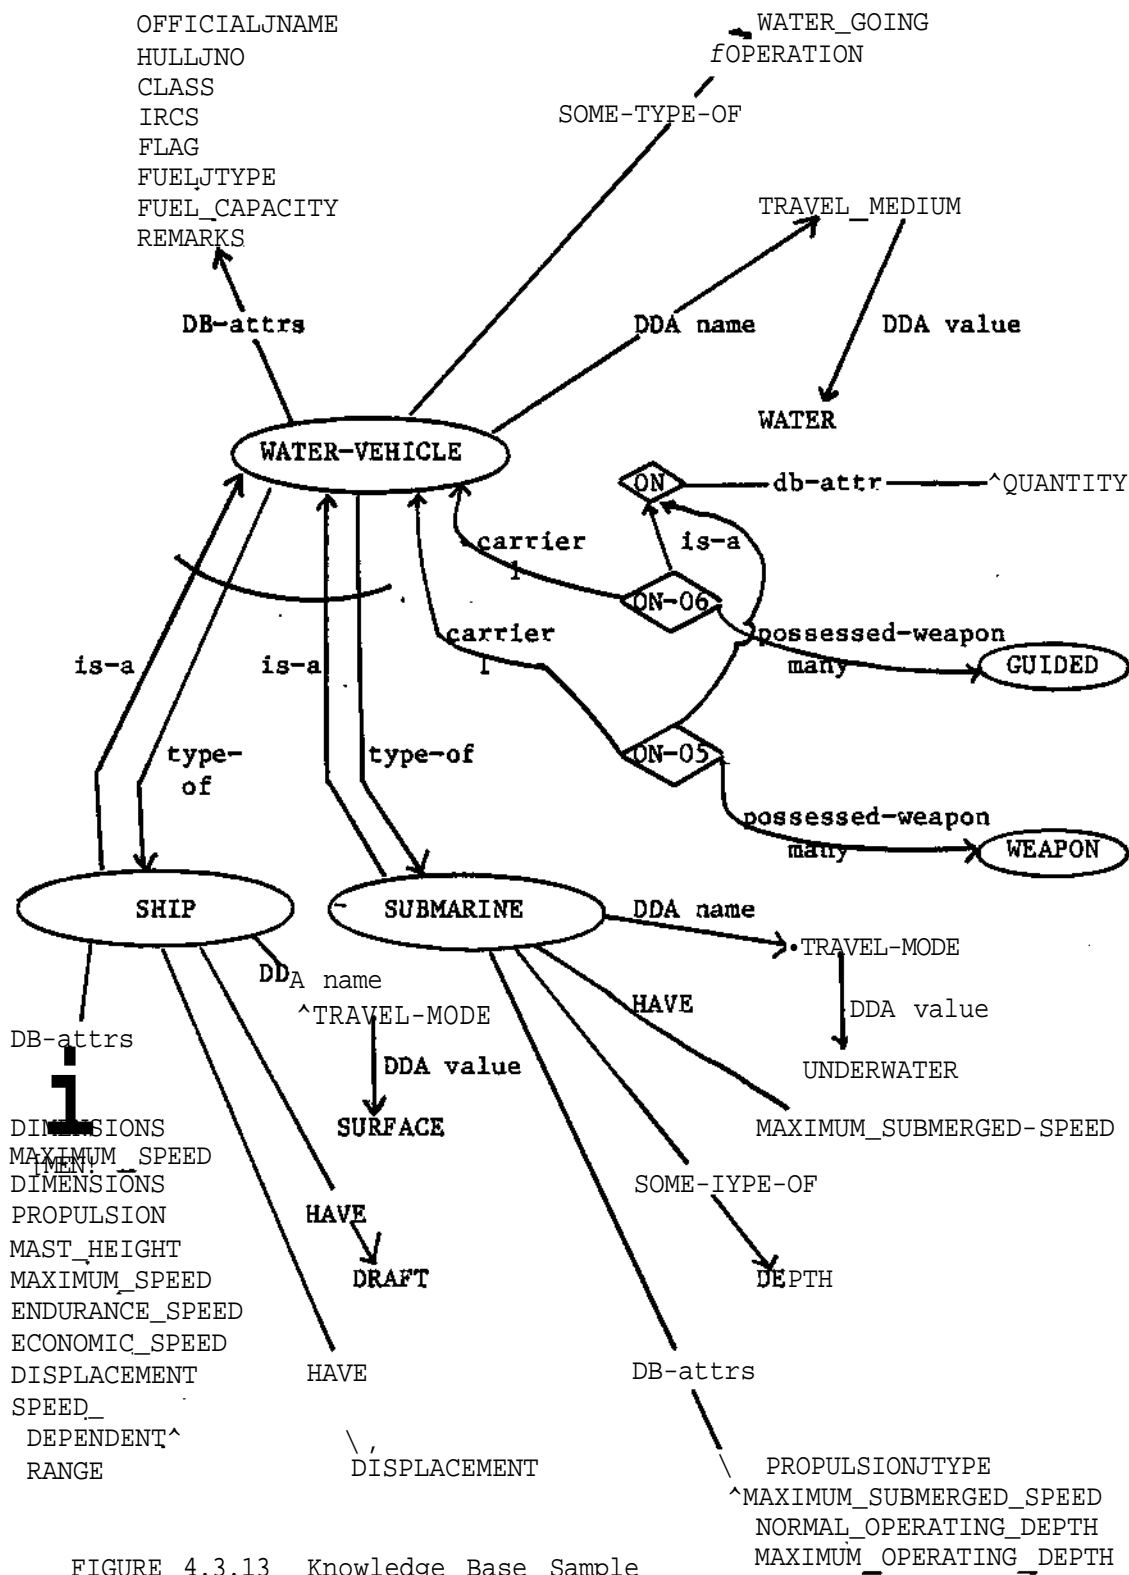 OFFICIALJNAME
HULLJNO
CLASS
IRCS
FLAG
FUELJTYPE
FUEL_CAPACITY
REMARKS
WATER_GOING
fOPERATION
SOME-TYPE-OF
TRAVEL_MEDIUM
DB-attrs
DDA name
DDA value
WATER
WATER-VEHICLE
ON
db-attr
^QUANTITY
carrier
1
is-a
ON-06
possessed-weapon
many
GUIDED
is-a
is-a
carrier
1
type-
of
type-of
ON-05
possessed-weapon
many
WEAPON
SHIP
SUBMARINE
DDA name
TRAVEL-MODE
DDA name
^TRAVEL-MODE
HAVE
DDA value
DB-attrs
DDA value
UNDERWATER
i
DIMENSIONS
SURFACE
MAXIMUM_SUBMERGED-SPEED
MAXIMUM_SPEED
DIMENSIONS
SOME-IYPE-OF
PROPULSION
HAVE
MAST_HEIGHT
MAXIMUM_SPEED
DRAFT
DEPTH
ENDURANCE_SPEED
ECONOMIC_SPEED
DISPLACEMENT
HAVE
DB-attrs
SPEED_
DEPENDENT^
RANGE
DISPLACEMENT
PROPULSIONJTYPE
^MAXIMUM_SUBMERGED_SPEED
NORMAL_OPERATING_DEPTH
MAXIMUM_OPERATING_DEPTH
FIGURE 4.3.13 Knowledge Base Sample